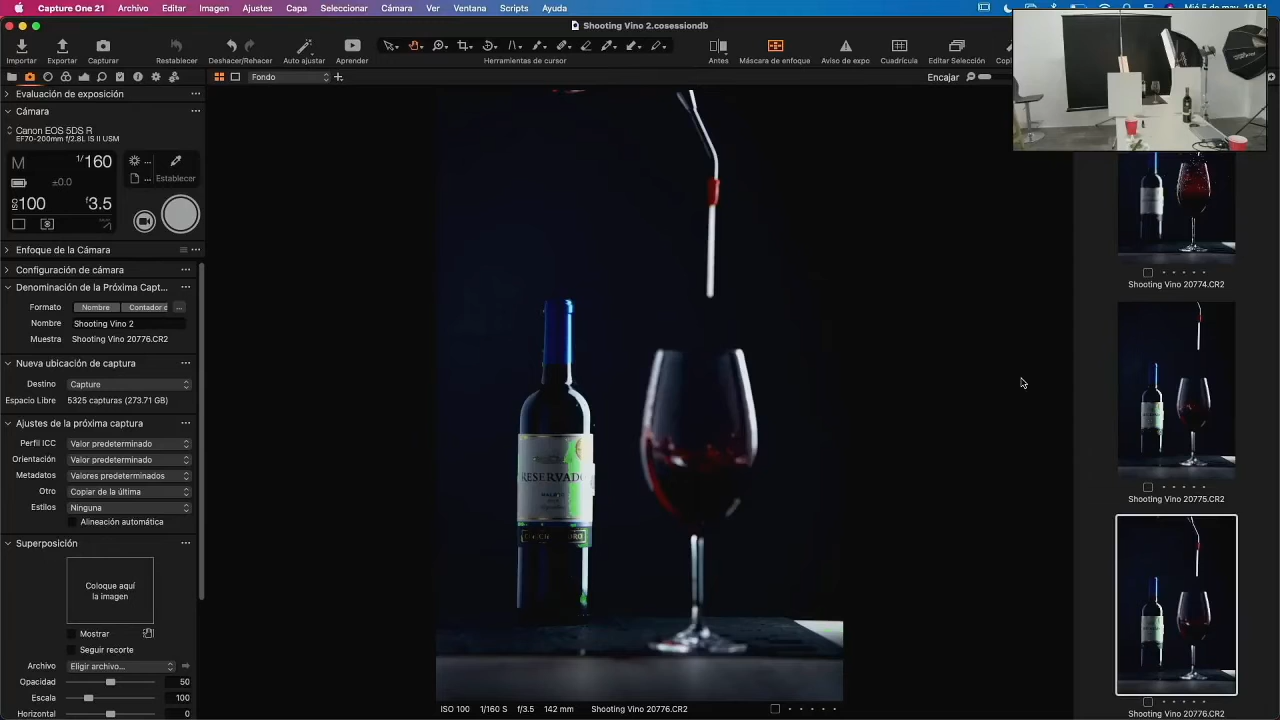 Capture One 21 Archivo Editar Imagen Ajustes Capa Seleccionar Cámara Ver Ventana Scripts Ayuda
Shooting Vino 2.cosessiondb
Importar Exportar Capturar Restablecer Deshacer/Rehacer Auto ajustar Aprender Herramientas de cursor Antes Máscara de enfoque Aviso de expo Cuadrícula Editar Selección
Fondo Encajar
Evaluación de exposición
Cámara
Canon EOS 5DS R
EF70-200mm f/2.8L IS II USM
M 1/160
±0.0
Establecer
ISO 100 f3.5
Enfoque de la Cámara
Configuración de cámara
Denominación de la Próxima Capt...
Formato Nombre Contador d ...
Nombre Shooting Vino 2
Muestra Shooting Vino 20776.CR2
Nueva ubicación de captura
Destino Capture
Espacio Libre 5325 capturas (273.71 GB)
Ajustes de la próxima captura
Perfil ICC Valor predeterminado
Orientación Valor predeterminado
Metadatos Valores predeterminados
Otro Copiar de la última
Estilos Ninguna
Alineación automática
Superposición
Coloque aquí
la imagen
Mostrar
Seguir recorte
Archivo Eligir archivo...
Opacidad 50
Escala 100
Horizontal 0
RESERVADO
ISO 100 1/160 S f/3.5 142 mm Shooting Vino 20776.CR2
Shooting Vino 20774.CR2
Shooting Vino 20775.CR2
Shooting Vino 20776.CR2